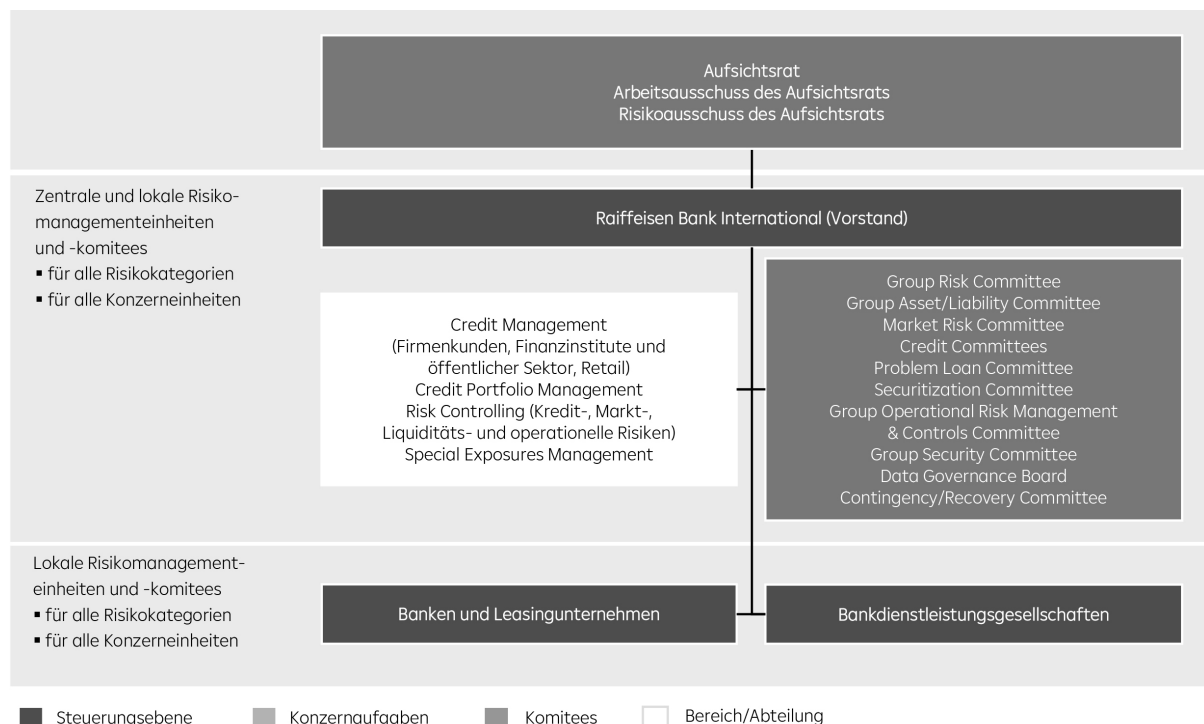 Aufsichtsrat
Arbeitsausschuss des Aufsichtsrats
Risikoausschuss des Aufsichtsrats
Zentrale und lokale Risiko-
managementeinheiten
und -komitees
▪ für alle Risikokategorien
▪ für alle Konzerneinheiten
Raiffeisen Bank International (Vorstand)
Credit Management
(Firmenkunden, Finanzinstitute und
öffentlicher Sektor, Retail)
Credit Portfolio Management
Risk Controlling (Kredit-, Markt-,
Liquiditäts- und operationelle Risiken)
Special Exposures Management
Group Risk Committee
Group Asset/Liability Committee
Market Risk Committee
Credit Committees
Problem Loan Committee
Securitization Committee
Group Operational Risk Management
& Controls Committee
Group Security Committee
Data Governance Board
Contingency/Recovery Committee
Lokale Risikomanagement-
einheiten und -komitees
▪ für alle Risikokategorien
▪ für alle Konzerneinheiten
Banken und Leasingunternehmen
Bankdienstleistungsgesellschaften
Steuerungsebene
Konzernaufgaben
Komitees
Bereich/Abteilung